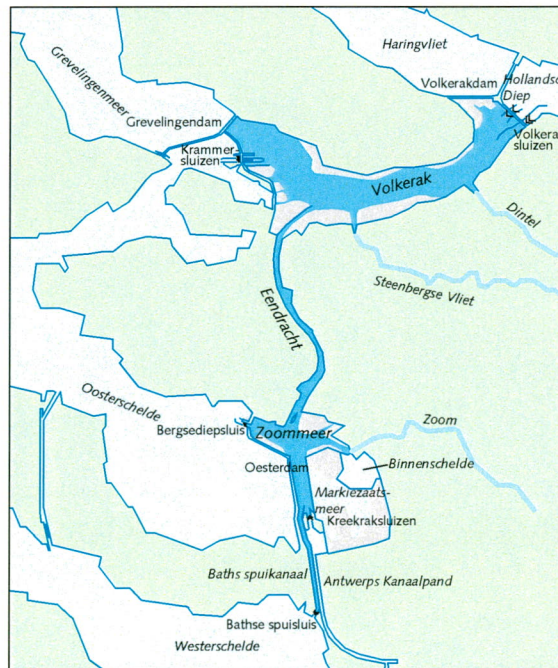 Haringvliet
Grevelingenmeer
Volkerakdam
Hollandsch
Diep
Grevelingendam
Volkerak
sluizen
Krammer-
sluizen
Volkerak
Dintel
Steenbergse Vliet
Eendracht
Oosterschelde
Zoom
Bergsediepsluis
Zoommeer
Binnenschelde
Oesterdam
Markiezaats-
meer
Kreekraksluizen
Baths spuikanaal
Antwerps Kanaalpand
Bathse spuisluis
Westerschelde